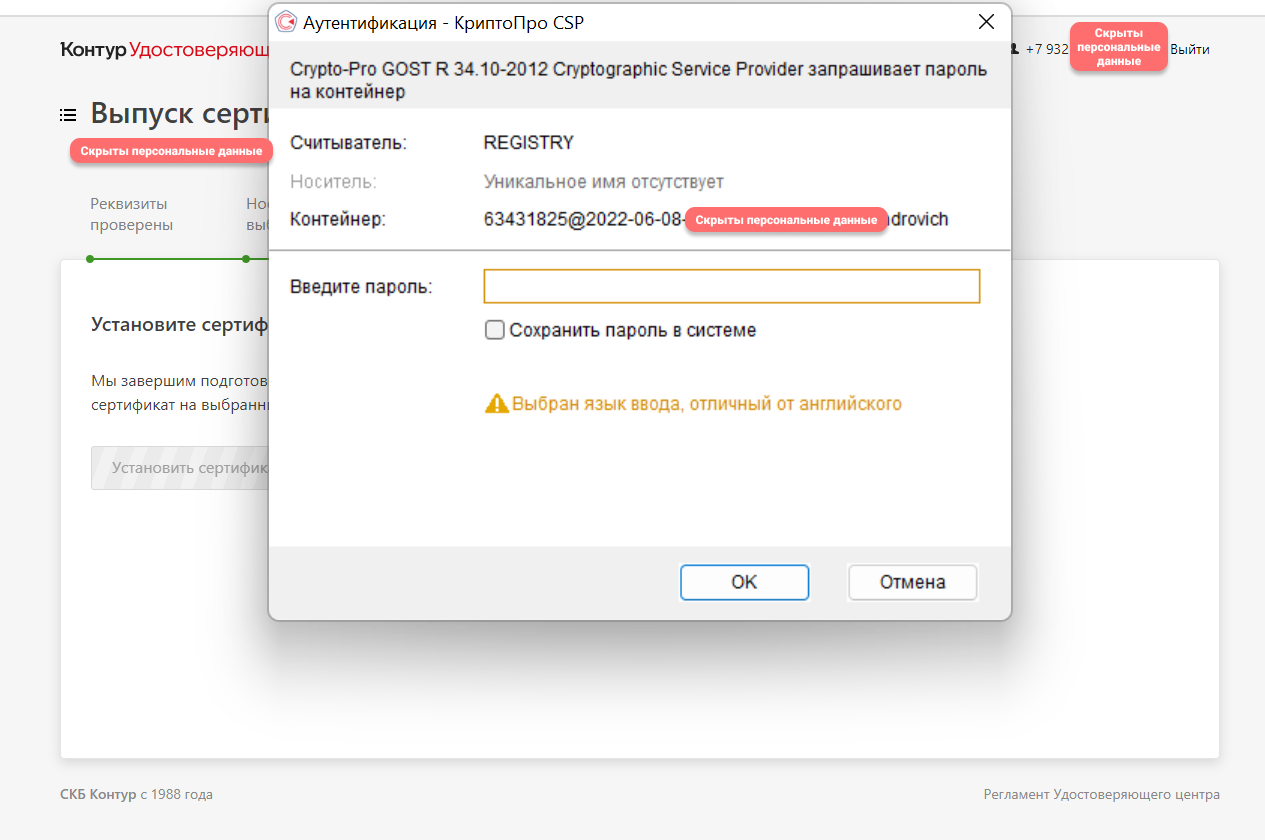 Аутентификация - КриптоПро CSP
Контур Удостоверяющ
+7 932
Скрыты
персональные
данные
Выйти
Crypto-Pro GOST R 34.10-2012 Cryptographic Service Provider запрашивает пароль
на контейнер
Выпуск серти
Скрыты персональные данные
Считыватель: REGISTRY
Носитель: Уникальное имя отсутствует
Контейнер: 63431825@2022-06-08- Скрыты персональные данные drovich
Реквизиты
проверены
Но
вы
Введите пароль:
Сохранить пароль в системе
Выбран язык ввода, отличный от английского
Установите сертиф
Мы завершим подготов
сертификат на выбранн
Установить сертифик
OK Отмена
СКБ Контур с 1988 года
Регламент Удостоверяющего центра